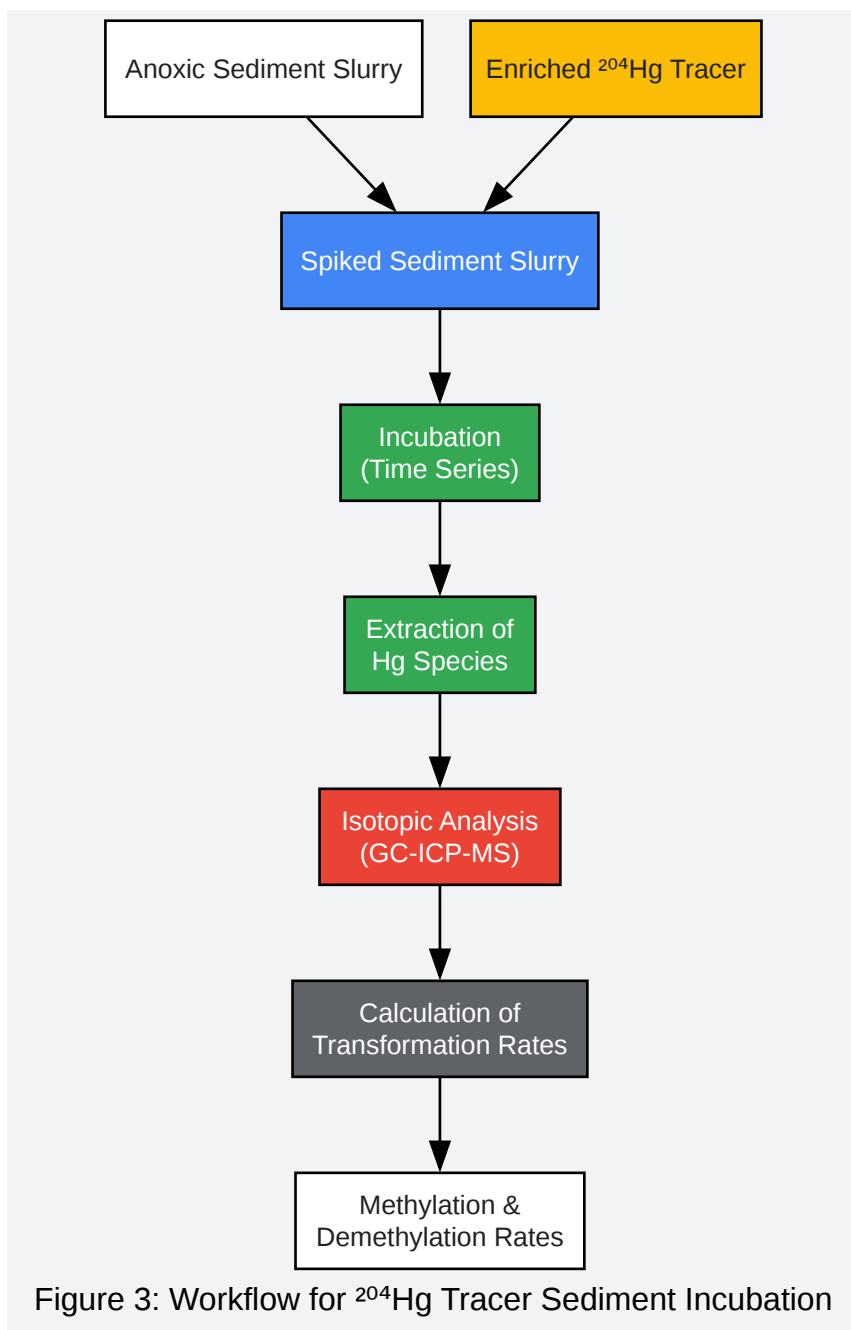 Anoxic Sediment Slurry
Enriched ²⁰⁴Hg Tracer
Spiked Sediment Slurry
Incubation
(Time Series)
Extraction of
Hg Species
Isotopic Analysis
(GC-ICP-MS)
Calculation of
Transformation Rates
Methylation &
Demethylation Rates
Figure 3: Workflow for ²⁰⁴Hg Tracer Sediment Incubation